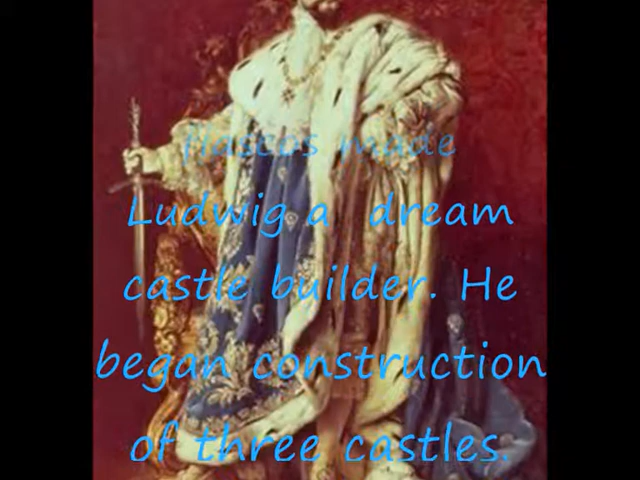 fiascos made
Ludwig a dream
castle builder. He
began construction
of three castles.